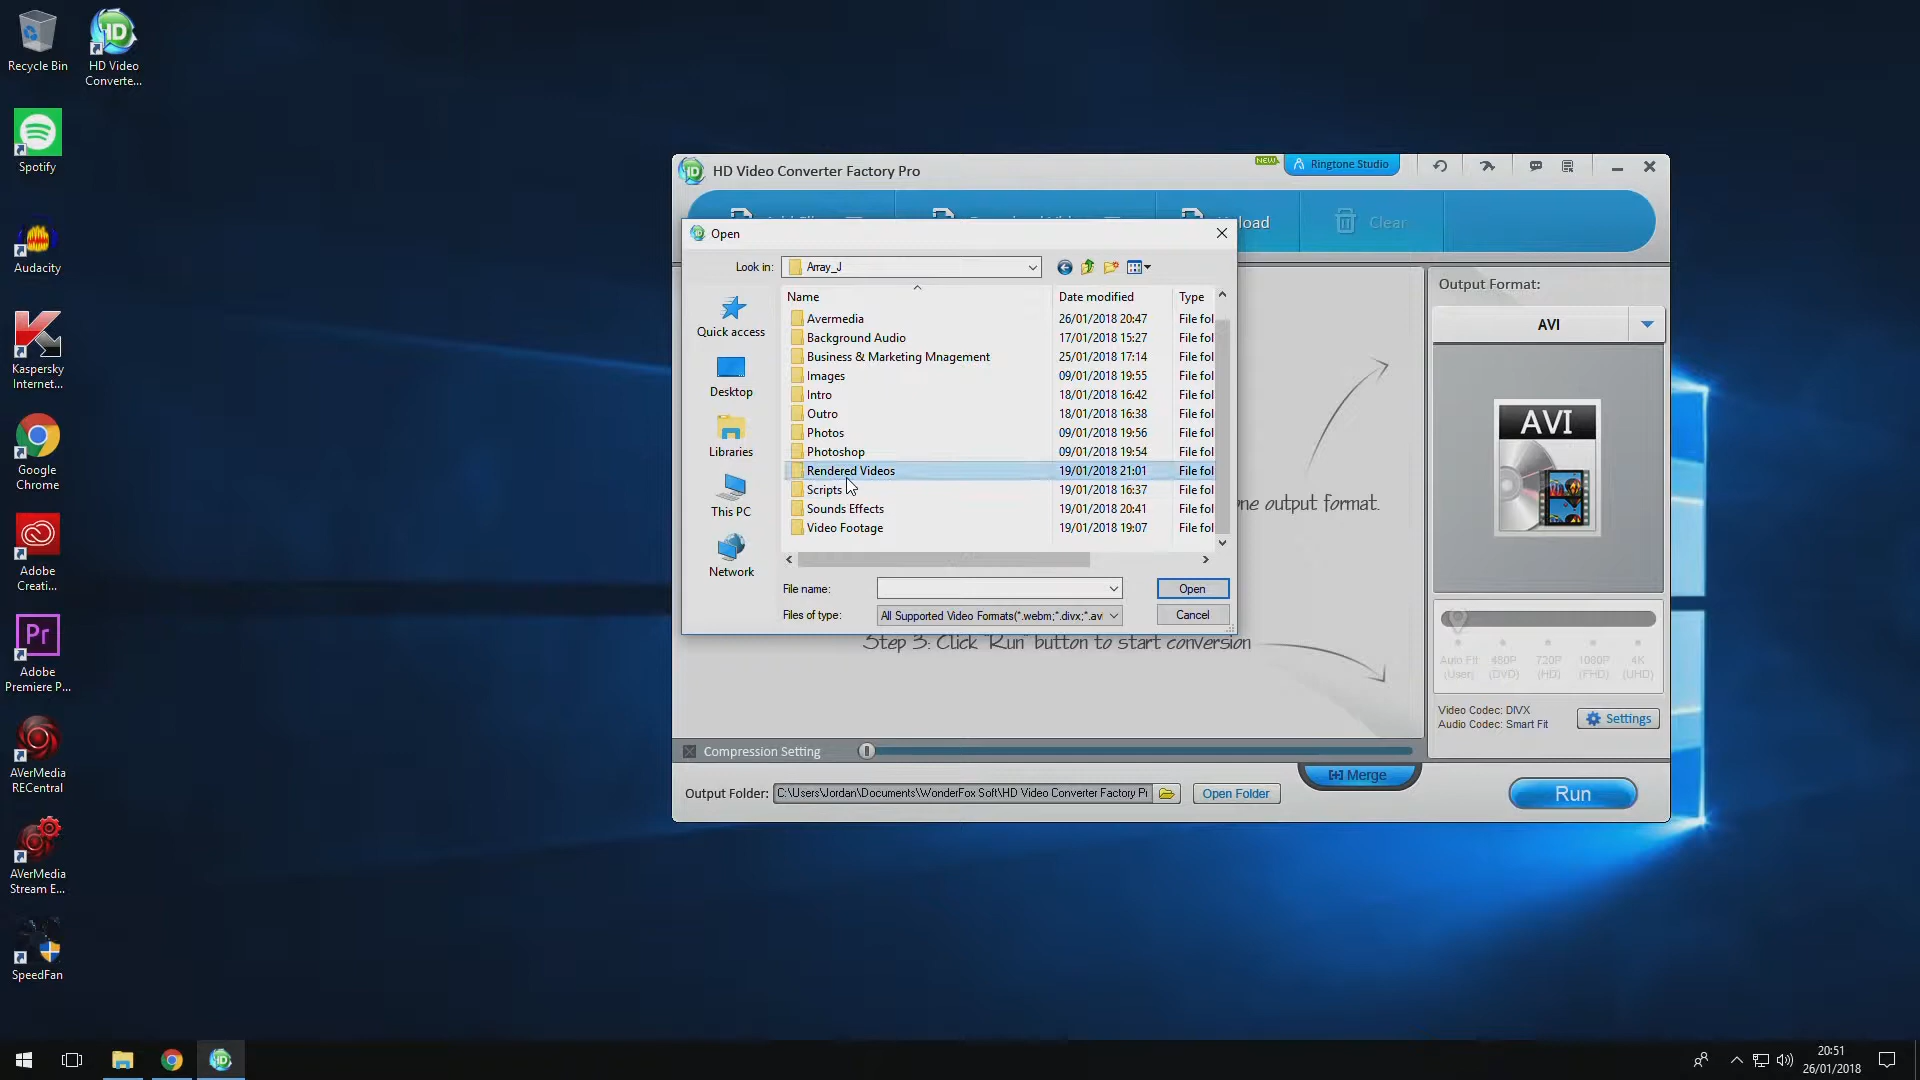 Recycle Bin
HD Video
Converte...
Spotify
Audacity
Kaspersky
Internet...
Google
Chrome
Adobe
Creati...
Pr
Adobe
Premiere P...
AVerMedia
RECentral
AVerMedia
Stream E...
SpeedFan
HD Video Converter Factory Pro
NEW
Ringtone Studio
Clear
Open
Look in:
Array_J
Quick access
Desktop
Libraries
This PC
Network
Name
Date modified
Type
Avermedia
26/01/2018 20:47
File fol
Background Audio
17/01/2018 15:27
File fol
Business & Marketing Mnagement
25/01/2018 17:14
File fol
Images
09/01/2018 19:55
File fol
Intro
18/01/2018 16:42
File fol
Outro
18/01/2018 16:38
File fol
Photos
09/01/2018 19:56
File fol
Photoshop
09/01/2018 19:54
File fol
Rendered Videos
19/01/2018 21:01
File fol
Scripts
19/01/2018 16:37
File fol
Sounds Effects
19/01/2018 20:41
File fol
Video Footage
19/01/2018 19:07
File fol
File name:
Open
Files of type:
All Supported Video Formats(*.webm;*.divx;*.avi
Cancel
ne output format.
Step 3: Click "Run" button to start conversion
Output Format:
AVI
AVI
Auto Fit
(User)
480P
(DVD)
720P
(HD)
1080P
(FHD)
4K
(UHD)
Video Codec: DIVX
Audio Codec: Smart Fit
Settings
Compression Setting
Merge
Output Folder:
C:\Users\Jordan\Documents\WonderFox Soft\HD Video Converter Factory Pr
Open Folder
Run
20:51
26/01/2018